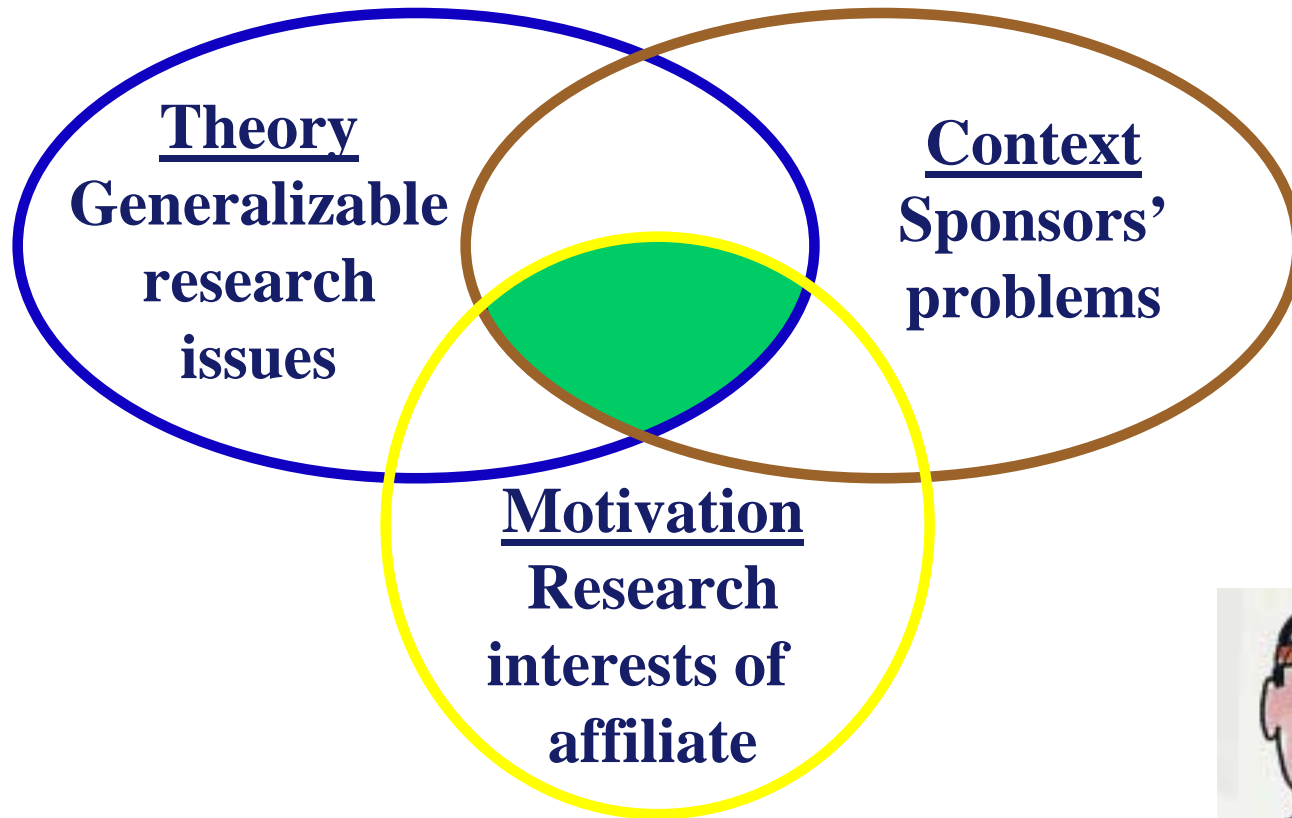 Theory
Generalizable
research
issues
Context
Sponsors’
problems
Motivation
Research
interests of
affiliate